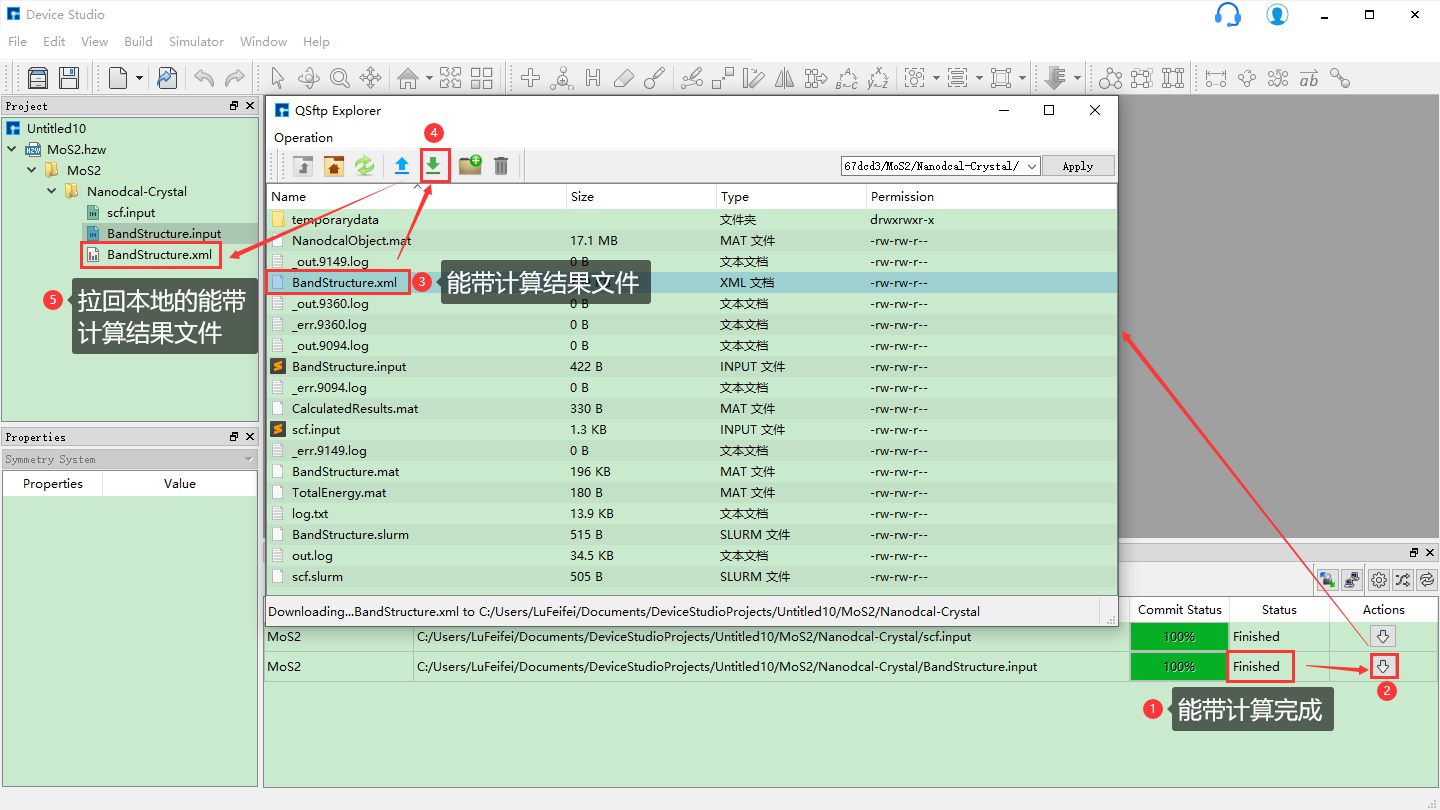 Device Studio
File Edit View Build Simulator Window Help
Project
Untitled10
MoS2.hzw
MoS2
Nanodcal-Crystal
scf.input
BandStructure.input
BandStructure.xml
5 拉回本地的能带
计算结果文件
Properties
Symmetry System
Properties Value
QSftp Explorer
Operation
4
67dcd3/MoS2/Nanodcal-Crystal/ Apply
Name Size Type Permission
temporarydata 文件夹 drwxrwxr-x
NanodcalObject.mat 17.1 MB MAT 文件 -rw-rw-r--
_out.9149.log 0 B 文本文档 -rw-rw-r--
BandStructure.xml XML 文档 -rw-rw-r--
3 能带计算结果文件
_out.9360.log 0 B 文本文档 -rw-rw-r--
_err.9360.log 0 B 文本文档 -rw-rw-r--
_out.9094.log 0 B 文本文档 -rw-rw-r--
BandStructure.input 422 B INPUT 文件 -rw-rw-r--
_err.9094.log 0 B 文本文档 -rw-rw-r--
CalculatedResults.mat 330 B MAT 文件 -rw-rw-r--
scf.input 1.3 KB INPUT 文件 -rw-rw-r--
_err.9149.log 0 B 文本文档 -rw-rw-r--
BandStructure.mat 196 KB MAT 文件 -rw-rw-r--
TotalEnergy.mat 180 B MAT 文件 -rw-rw-r--
log.txt 13.9 KB 文本文档 -rw-rw-r--
BandStructure.slurm 515 B SLURM 文件 -rw-rw-r--
out.log 34.5 KB 文本文档 -rw-rw-r--
scf.slurm 505 B SLURM 文件 -rw-rw-r--
Downloading...BandStructure.xml to C:/Users/LuFeifei/Documents/DeviceStudioProjects/Untitled10/MoS2/Nanodcal-Crystal
Commit Status Status Actions
MoS2 C:/Users/LuFeifei/Documents/DeviceStudioProjects/Untitled10/MoS2/Nanodcal-Crystal/scf.input 100% Finished
MoS2 C:/Users/LuFeifei/Documents/DeviceStudioProjects/Untitled10/MoS2/Nanodcal-Crystal/BandStructure.input 100% Finished
2
1 能带计算完成